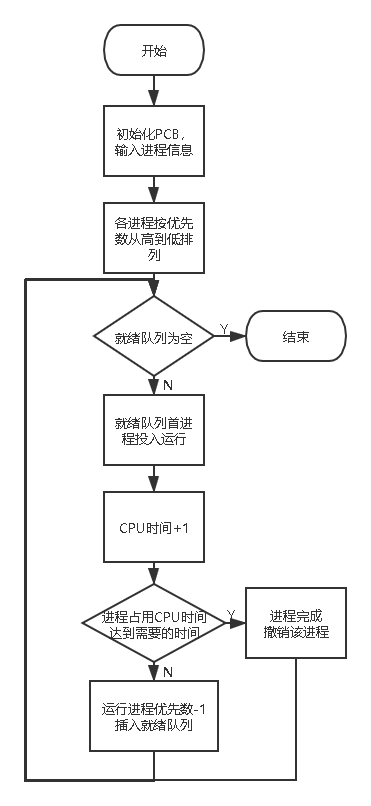 开始
初始化PCB，
输入进程信息
各进程按优先
数从高到低排
列
就绪队列为空
Y
结束
N
就绪队列首进
程投入运行
CPU时间+1
进程占用CPU时间
达到需要的时间
Y
进程完成
撤销该进程
N
运行进程优先数-1
插入就绪队列